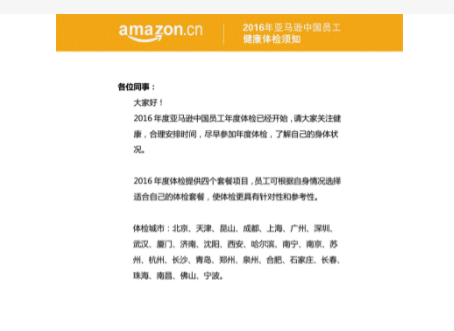 amazon.cn
2016年亚马逊中国员工
健康体检须知
各位同事：
大家好！
2016 年度亚马逊中国员工年度体检已经开始，请大家关注健
康，合理安排时间，尽早参加年度体检，了解自己的身体状
况。
2016 年度体检提供四个套餐项目，员工可根据自身情况选择
适合自己的体检套餐，使体检更具有针对性和参考性。
体检城市：北京、天津、昆山、成都、上海、广州、深圳、
武汉、厦门、济南、沈阳、西安、哈尔滨、南宁、南京、苏
州、杭州、长沙、青岛、郑州、泉州、合肥、石家庄、长春、
珠海、南昌、佛山、宁波。